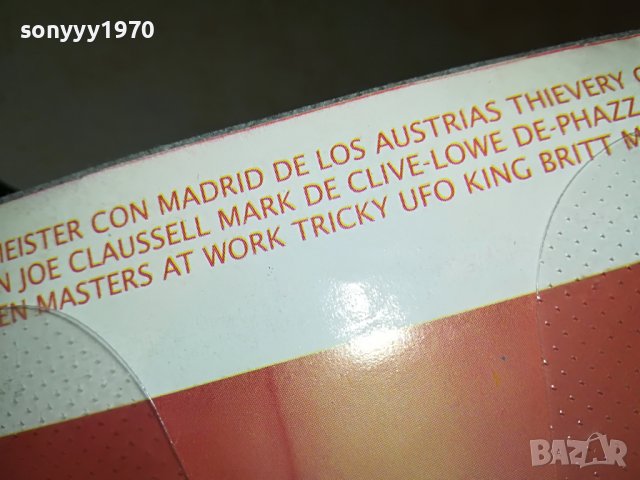 sonyyy1970
MEISTER CON MADRID DE LOS AUSTRIAS THIEVERY
JOE CLAUSSELL MARK DE CLIVE-LOWE DE-PHAZZ
MASTERS AT WORK TRICKY UFO KING BRITT
BAZAR